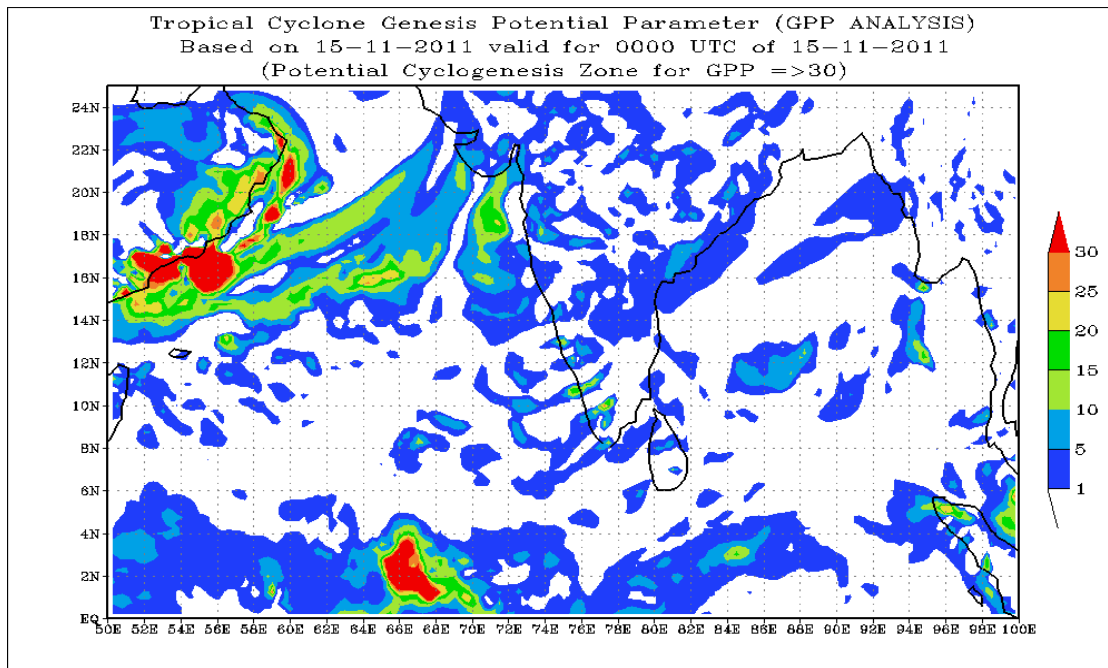 Tropical Cyclone Genesis Potential Parameter (GPP ANALYSIS)
Based on 15-11-2011 valid for 0000 UTC of 15-11-2011
(Potential Cyclogenesis Zone for GPP =>30)
24N
22N
20N
18N
16N
14N
12N
10N
8N
6N
4N
2N
EQ
50E 52E 54E 56E 58E 60E 62E 64E 66E 68E 70E 72E 74E 76E 78E 80E 82E 84E 86E 88E 90E 92E 94E 96E 98E 100E
30
25
20
15
10
5
1